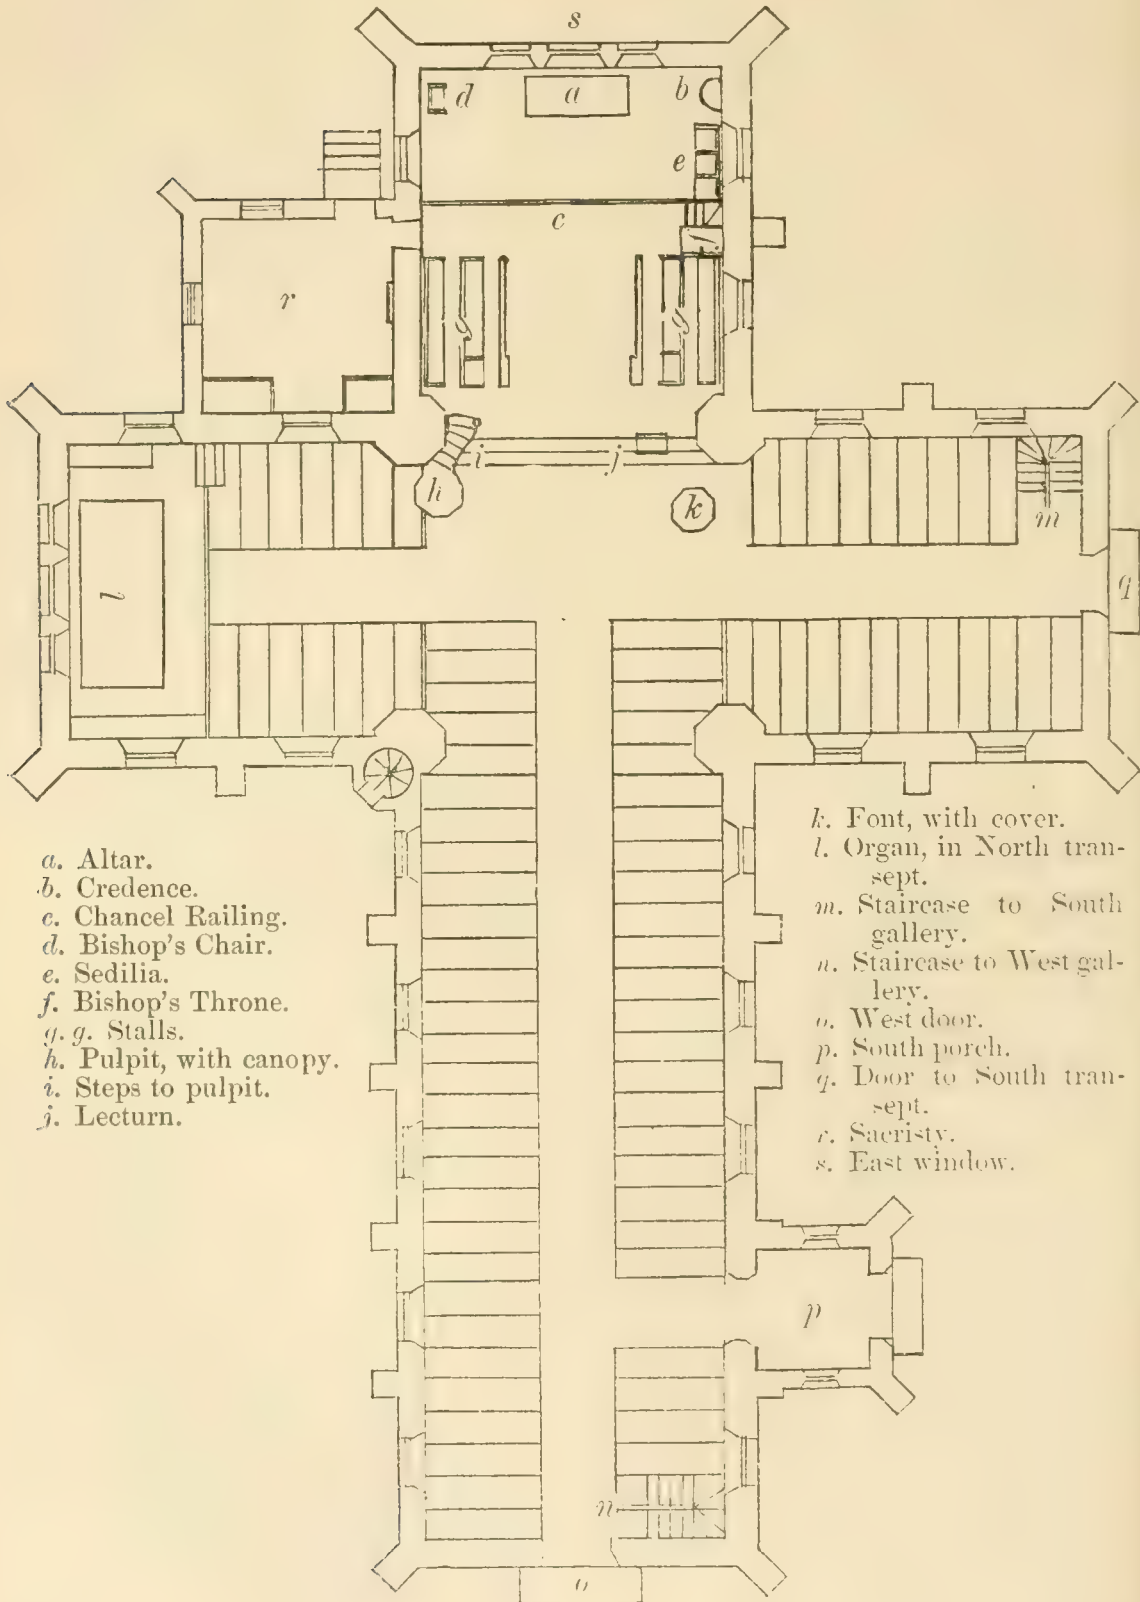 s
d
a
b
e
c
f
r
g
g
i
j
h
k
m
l
q
a. Altar.
b. Credence.
c. Chancel Railing.
d. Bishop's Chair.
e. Sedilia.
f. Bishop's Throne.
g. g. Stalls.
h. Pulpit, with canopy.
i. Steps to pulpit.
j. Lecturn.
k. Font, with cover.
l. Organ, in North tran-
sept.
m. Staircase to South
gallery.
n. Staircase to West gal-
lery.
o. West door.
p. South porch.
q. Door to South tran-
sept.
r. Sacristy.
s. East window.
p
n
o